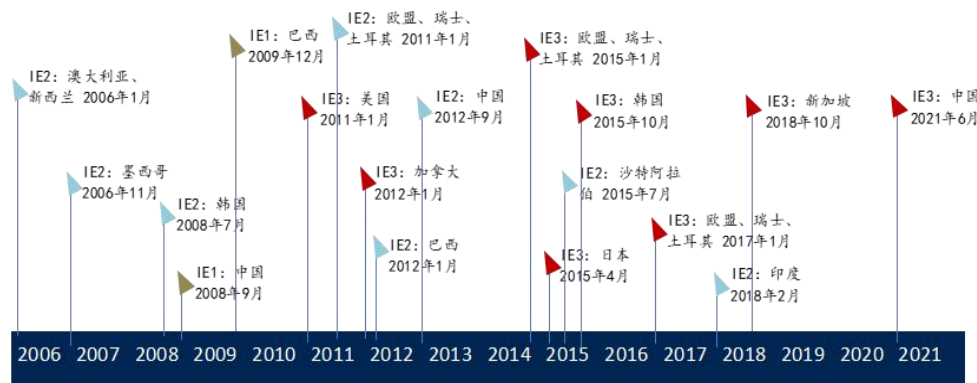 IE2: 澳大利亚、
新西兰 2006年1月
IE2: 墨西哥
2006年11月
IE2: 韩国
2008年7月
IE1: 中国
2008年9月
IE1: 巴西
2009年12月
IE3: 美国
2011年1月
IE2: 欧盟、瑞士、
土耳其 2011年1月
IE3: 加拿大
2012年1月
IE2: 巴西
2012年1月
IE2: 中国
2012年9月
IE3: 欧盟、瑞士、
土耳其 2015年1月
IE3: 日本
2015年4月
IE2: 沙特阿拉
伯 2015年7月
IE3: 韩国
2015年10月
IE3: 欧盟、瑞士、
土耳其 2017年1月
IE2: 印度
2018年2月
IE3: 新加坡
2018年10月
IE3: 中国
2021年6月
2006 2007 2008 2009 2010 2011 2012 2013 2014 2015 2016 2017 2018 2019 2020 2021